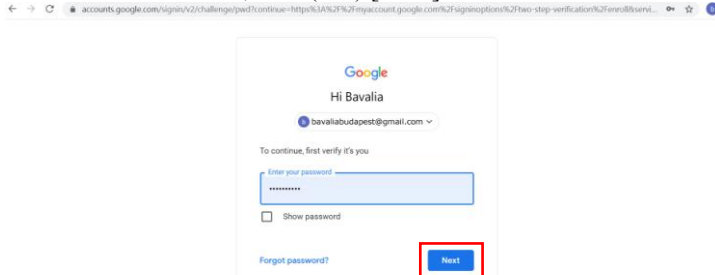 accounts.google.com/signin/v2/challenge/pwd?continue=https%3A%2F%2Fmyaccount.google.com%2Fsigninoptions%2Ftwo-step-verification%2Fenroll&servi...
Google
Hi Bavalia
b bavaliabudapest@gmail.com
To continue, first verify it's you
Enter your password
••••••••••
Show password
Forgot password? Next